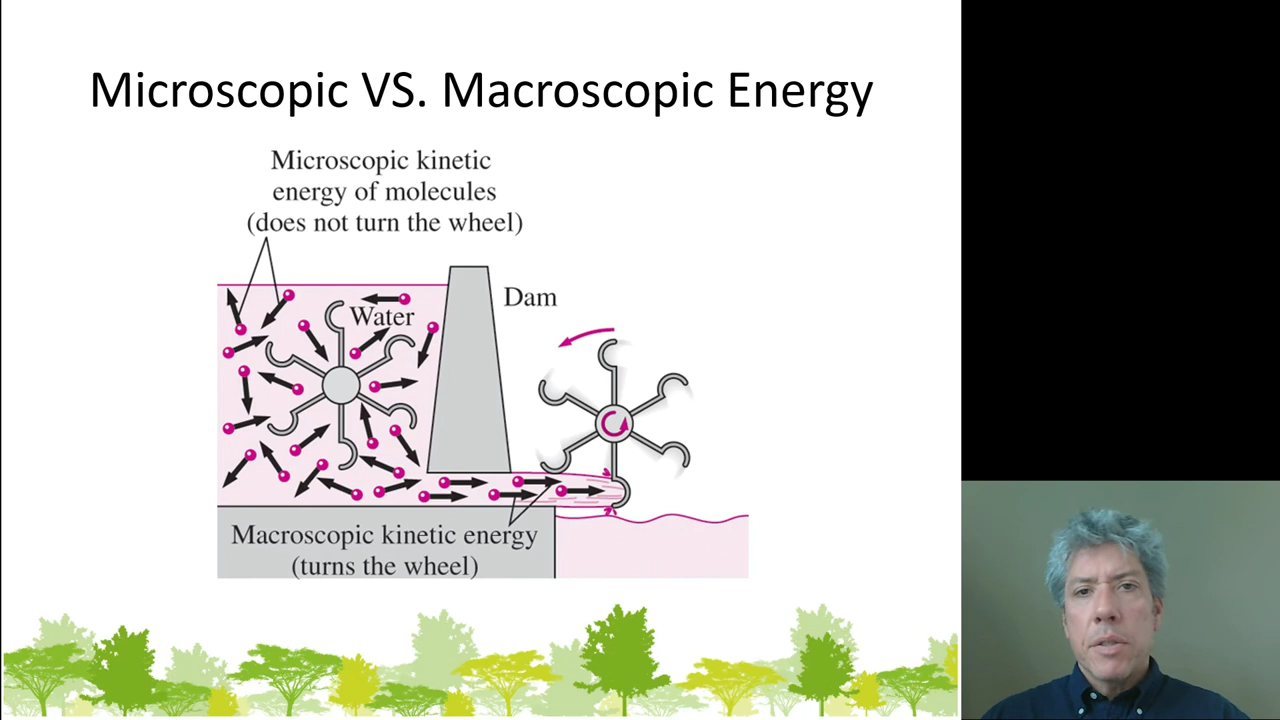 Microscopic VS. Macroscopic Energy
Microscopic kinetic
energy of molecules
(does not turn the wheel)
Water
Dam
Macroscopic kinetic energy
(turns the wheel)